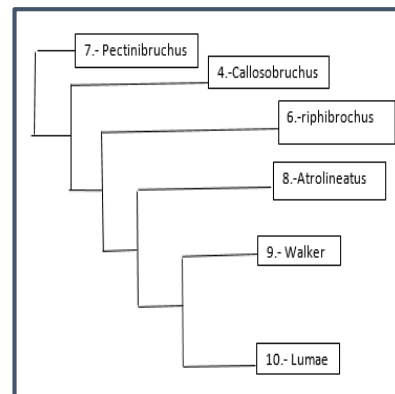 7.- Pectinibruchus
4.-Callosobruchus
6.-riphibrochus
8.-Atrolineatus
9.- Walker
10.- Lumae